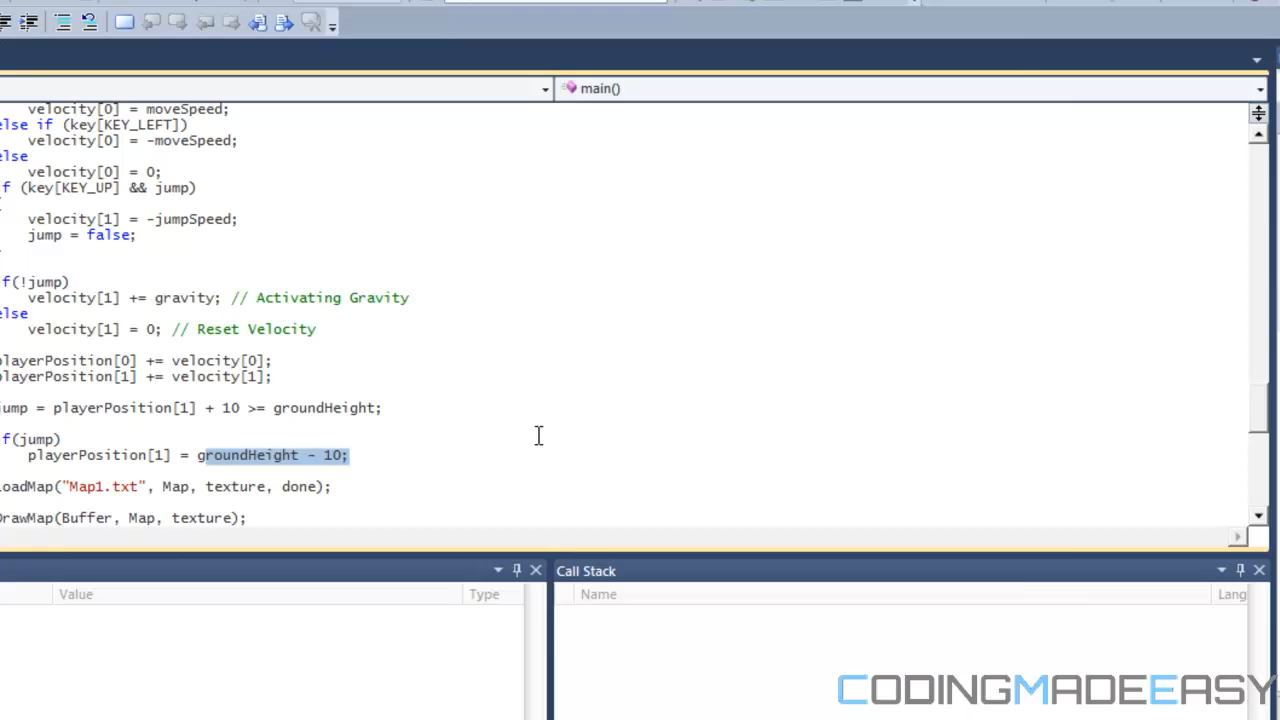 main()
velocity[0] = moveSpeed;
else if (key[KEY_LEFT])
velocity[0] = -moveSpeed;
else
velocity[0] = 0;
f (key[KEY_UP] && jump)
velocity[1] = -jumpSpeed;
jump = false;
f(!jump)
velocity[1] += gravity; // Activating Gravity
else
velocity[1] = 0; // Reset Velocity
playerPosition[0] += velocity[0];
playerPosition[1] += velocity[1];
jump = playerPosition[1] + 10 >= groundHeight;
f(jump)
playerPosition[1] = groundHeight - 10;
LoadMap("Map1.txt", Map, texture, done);
DrawMap(Buffer, Map, texture);
Call Stack
Value Type Name Lang
CODINGMADEEASY